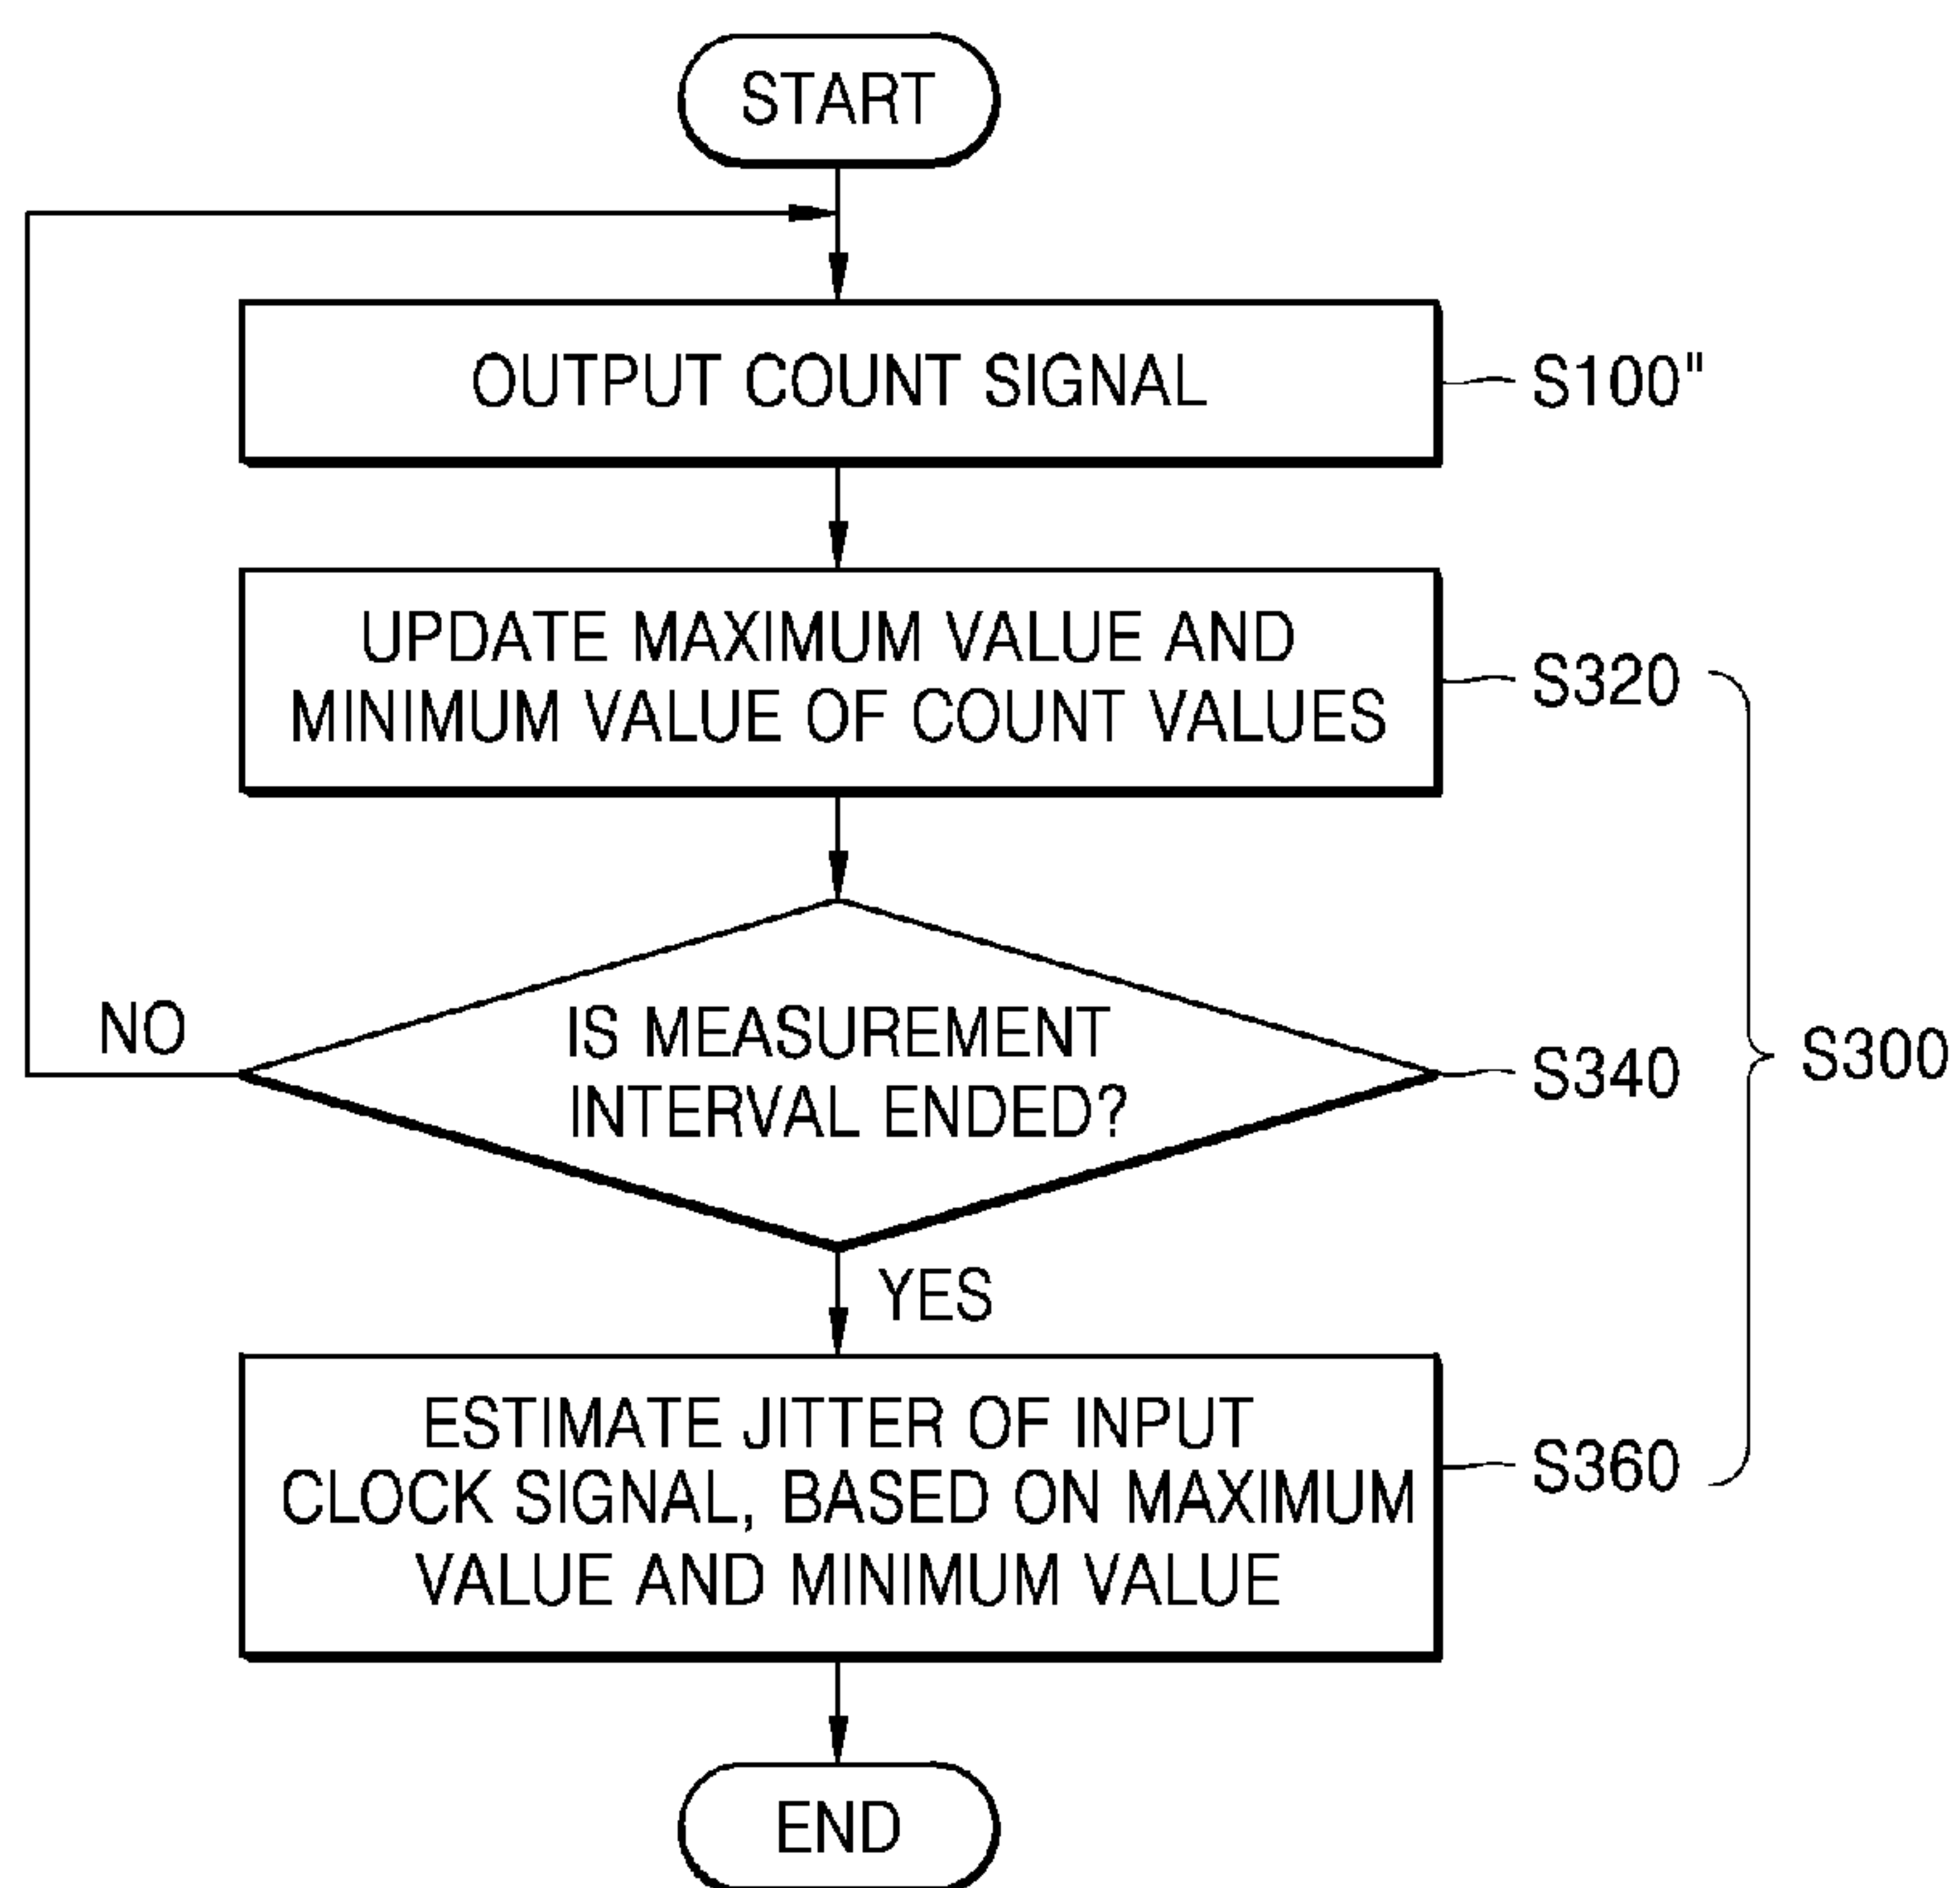 START
OUTPUT COUNT SIGNAL
S100"
UPDATE MAXIMUM VALUE AND
MINIMUM VALUE OF COUNT VALUES
S320
NO
IS MEASUREMENT
INTERVAL ENDED?
S340
S300
YES
ESTIMATE JITTER OF INPUT
CLOCK SIGNAL, BASED ON MAXIMUM
VALUE AND MINIMUM VALUE
S360
END